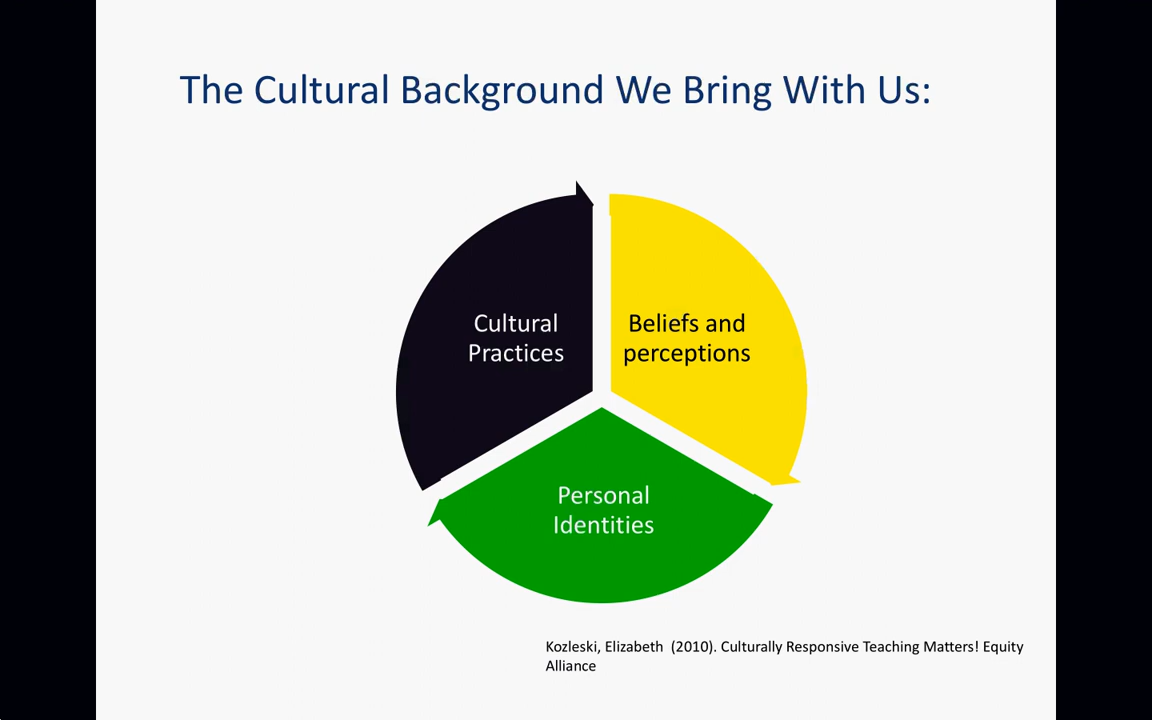 The Cultural Background We Bring With Us:
Cultural
Practices
Beliefs and
perceptions
Personal
Identities
Kozleski, Elizabeth (2010). Culturally Responsive Teaching Matters! Equity
Alliance